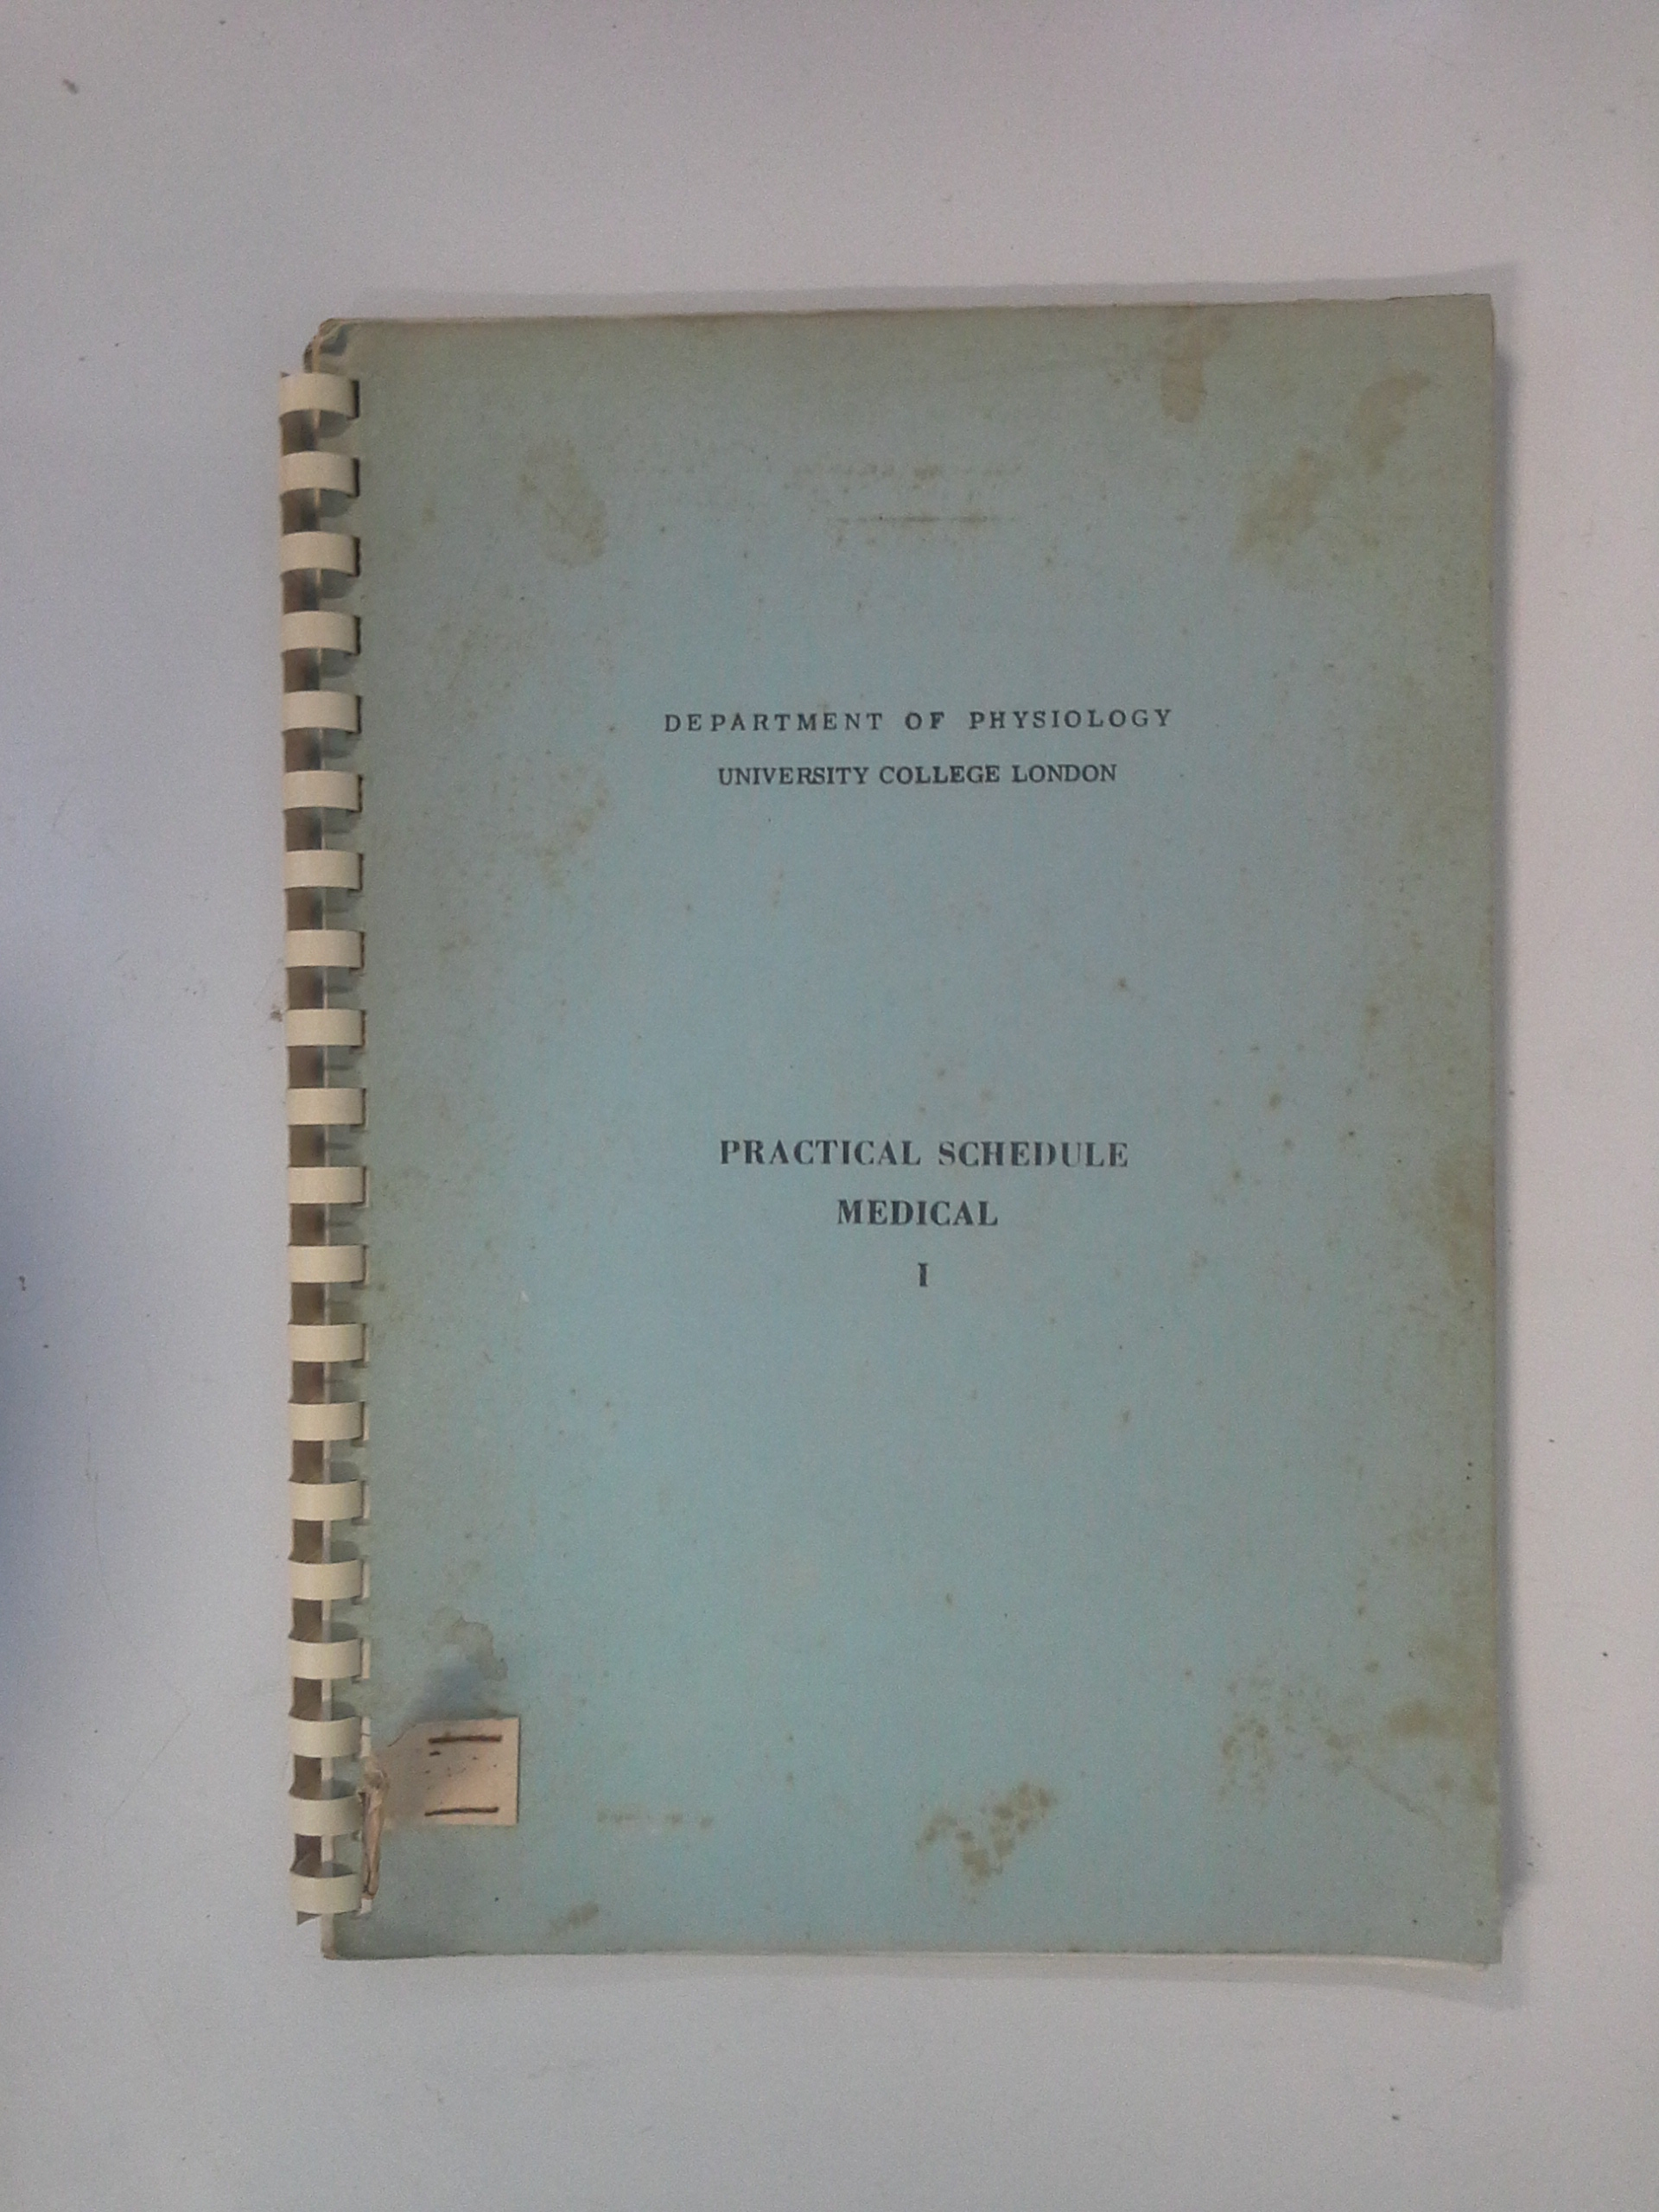 DEPARTMENT OF PHYSIOLOGY
UNIVERSITY COLLEGE LONDON
PRACTICAL SCHEDULE
MEDICAL
I